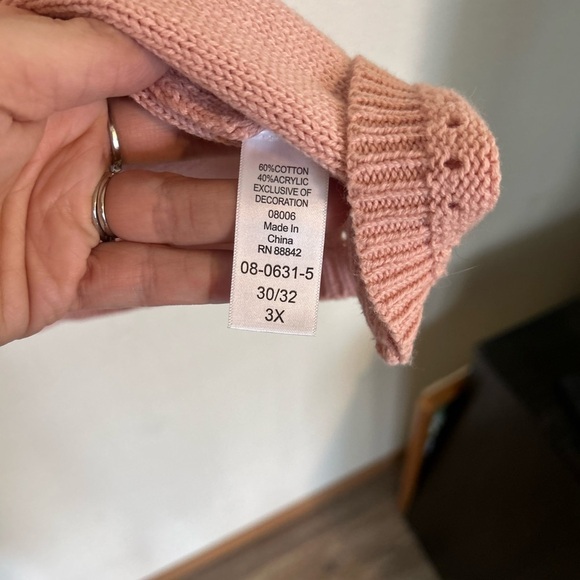 60%COTTON
40%ACRYLIC
EXCLUSIVE OF
DECORATION
08006
Made In
China
RN 88842
08-0631-5
30/32
3X